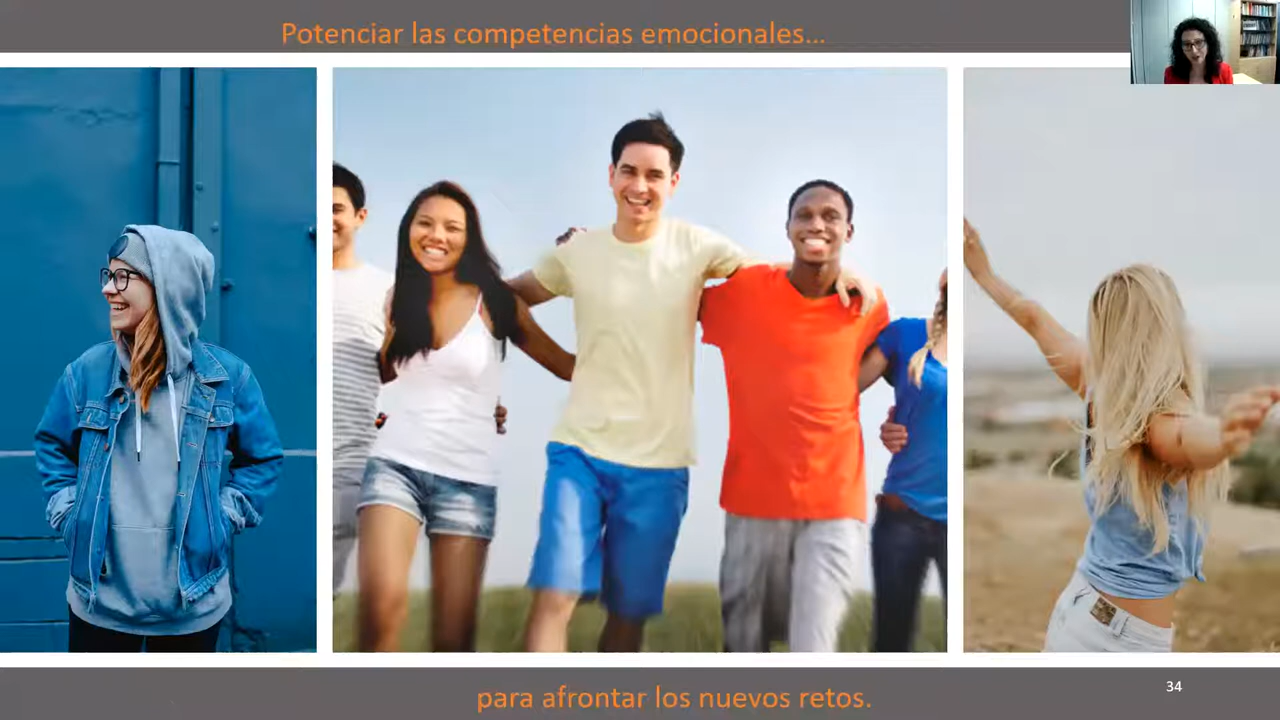 Potenciar las competencias emocionales...
para afrontar los nuevos retos.
34